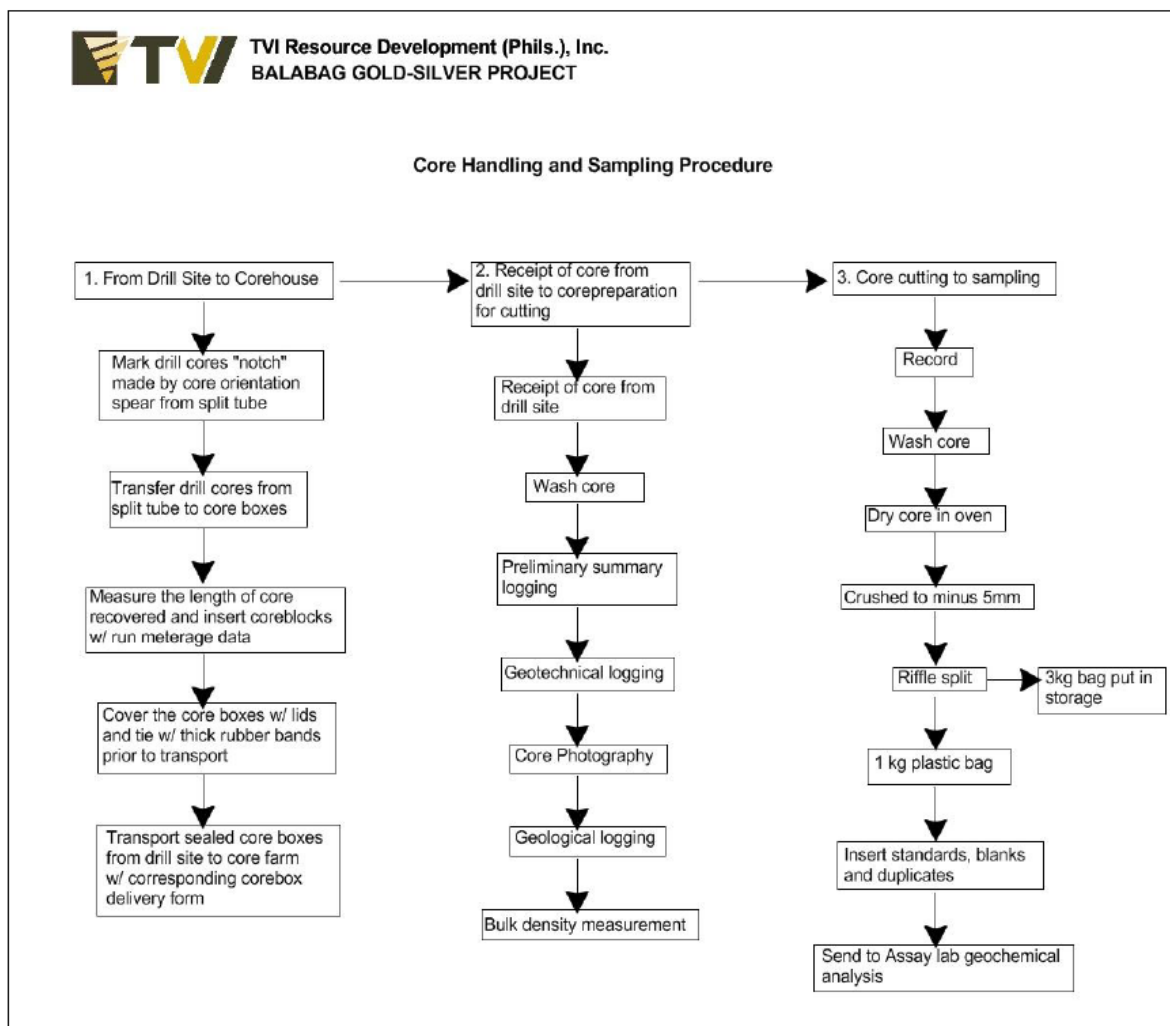 TVI
TVI Resource Development (Phils.), Inc.
BALABAG GOLD-SILVER PROJECT
Core Handling and Sampling Procedure
1. From Drill Site to Corehouse
Mark drill cores "notch"
made by core orientation
spear from split tube
Transfer drill cores from
split tube to core boxes
Measure the length of core
recovered and insert coreblocks
w/ run meterage data
Cover the core boxes w/ lids
and tie w/ thick rubber bands
prior to transport
Transport sealed core boxes
from drill site to core farm
w/ corresponding corebox
delivery form
2. Receipt of core from
drill site to corepreparation
for cutting
Receipt of core from
drill site
Wash core
Preliminary summary
logging
Geotechnical logging
Core Photography
Geological logging
Bulk density measurement
3. Core cutting to sampling
Record
Wash core
Dry core in oven
Crushed to minus 5mm
Riffle split
3kg bag put in
storage
1 kg plastic bag
Insert standards, blanks
and duplicates
Send to Assay lab geochemical
analysis